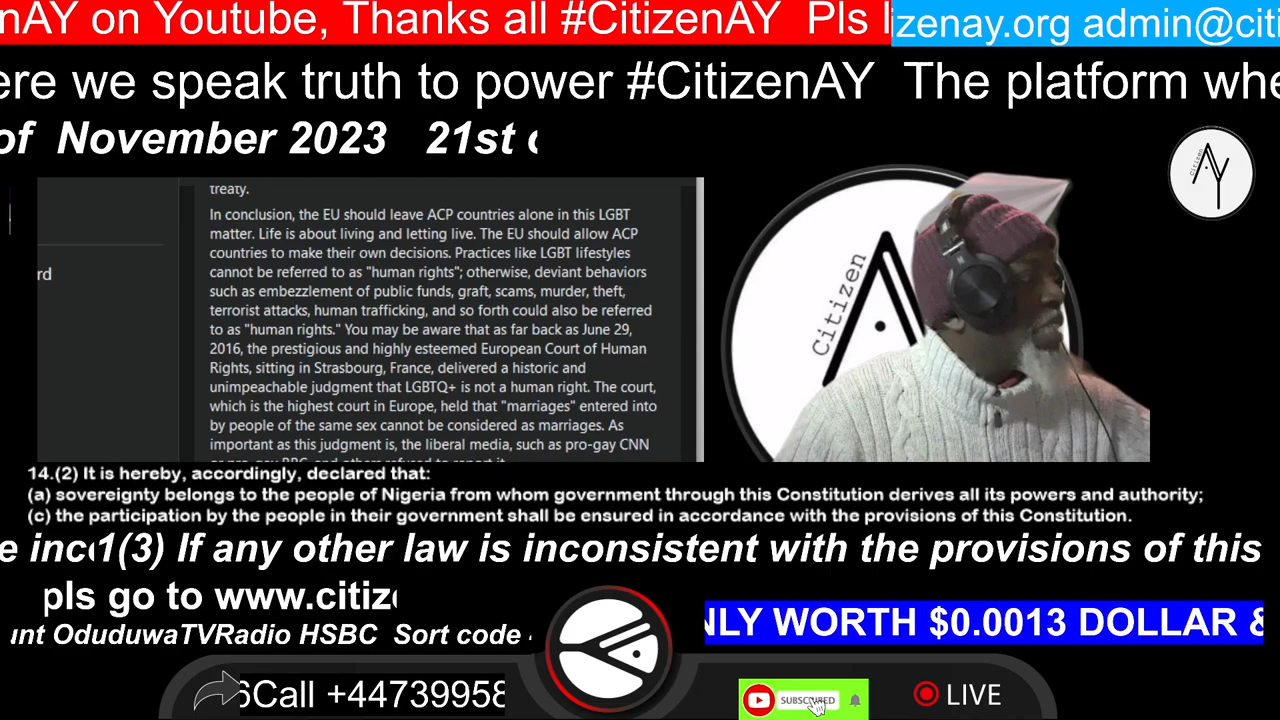 nAY on Youtube, Thanks all #CitizenAY Pls
izenay.org admin@citi
ere we speak truth to power #CitizenAY The platform whe
of November 2023 21st
Citizen AY
treaty.
In conclusion, the EU should leave ACP countries alone in this LGBT
matter. Life is about living and letting live. The EU should allow ACP
countries to make their own decisions. Practices like LGBT lifestyles
cannot be referred to as "human rights"; otherwise, deviant behaviors
such as embezzlement of public funds, graft, scams, murder, theft,
terrorist attacks, human trafficking, and so forth could also be referred
to as "human rights." You may be aware that as far back as June 29,
2016, the prestigious and highly esteemed European Court of Human
Rights, sitting in Strasbourg, France, delivered a historic and
unimpeachable judgment that LGBTQ+ is not a human right. The court,
which is the highest court in Europe, held that "marriages" entered into
by people of the same sex cannot be considered as marriages. As
important as this judgment is, the liberal media, such as pro-gay CNN
rd
Citizen
14.(2) It is hereby, accordingly, declared that:
(a) sovereignty belongs to the people of Nigeria from whom government through this Constitution derives all its powers and authority;
(c) the participation by the people in their government shall be ensured in accordance with the provisions of this Constitution.
e inc 1(3) If any other law is inconsistent with the provisions of this
pls go to www.citiz
unt OduduwaTVRadio HSBC Sort code
NLY WORTH $0.0013 DOLLAR &
6Call +44739958
SUBSCRIBED
LIVE